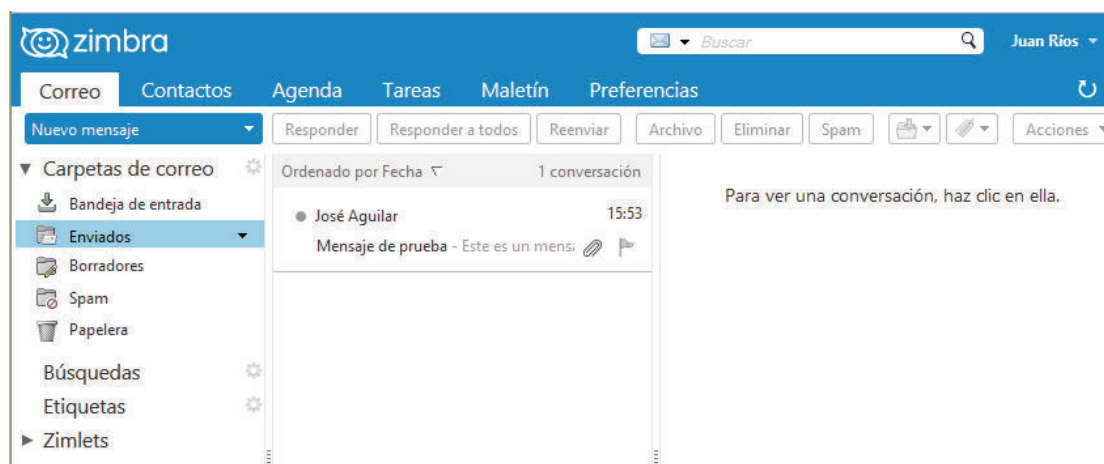 zimbra
Buscar
Juan Ríos
Correo Contactos Agenda Tareas Maletín Preferencias
Nuevo mensaje Responder Responder a todos Reenviar Archivo Eliminar Spam Acciones
Carpetas de correo
Bandeja de entrada
Enviados
Borradores
Spam
Papelera
Búsquedas
Etiquetas
Zimlets
Ordenado por Fecha 1 conversación
José Aguilar 15:53
Mensaje de prueba - Este es un mens
Para ver una conversación, haz clic en ella.